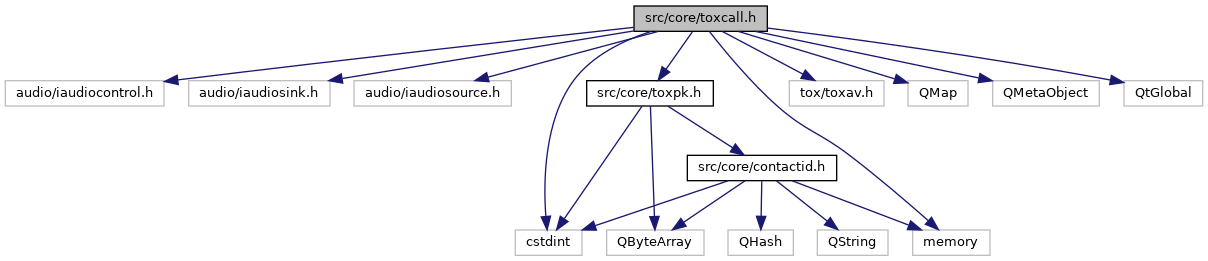 src/core/toxcall.h
audio/iaudiocontrol.h
audio/iaudiosink.h
audio/iaudiosource.h
src/core/toxpk.h
tox/toxav.h
QMap
QMetaObject
QtGlobal
src/core/contactid.h
cstdint
QByteArray
QHash
QString
memory